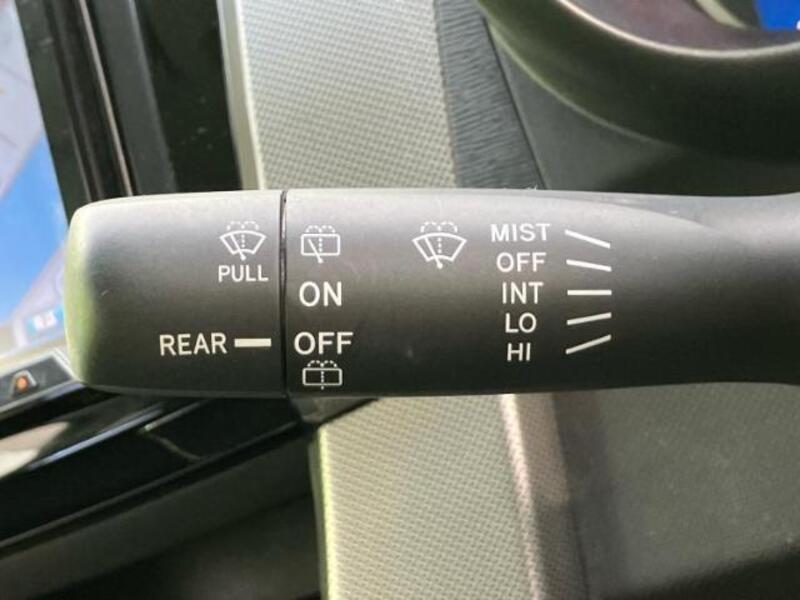 PULL
REAR
ON
OFF
MIST
OFF
INT
LO
HI